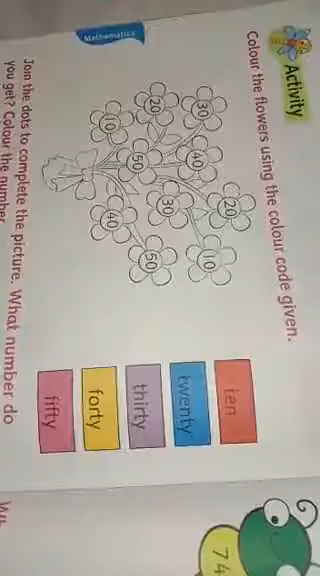 Activity
Colour the flowers using the colour code given.
30
20
10
40
50
20
30
40
10
50
ten
twenty
thirty
forty
fifty
Mathematics
Join the dots to complete the picture. What number do
you get? Colour the number
74